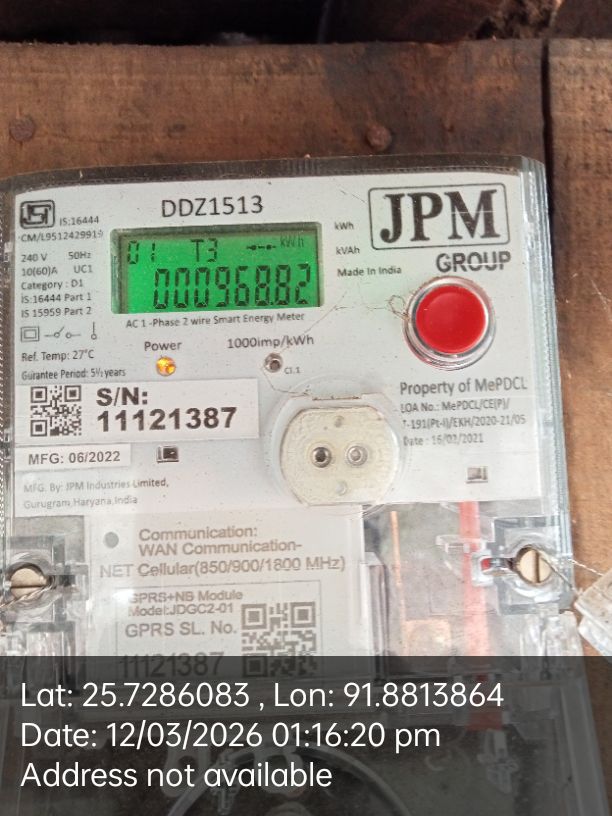 IS:16444
CM/L9512429919
DDZ1513
JPM
GROUP
240 V 50Hz
10(60)A UC1
Category : D1
IS:16444 Part 1
IS 15959 Part 2
01 T3 kWh
000968.82
kWh
kVAh
Made In India
AC 1 -Phase 2 wire Smart Energy Meter
Ref. Temp: 27°C
Gurantee Period: 5½ years
Power
1000imp/kWh
Cl.1
S/N:
11121387
Property of MePDCL
LOA No.: MePDCL/CE(P)/
T-191(Pt-I)/EKH/2020-21/05
Date : 16/02/2021
MFG: 06/2022
MFG. By: JPM Industries Limited,
Gurugram,Haryana,India
Communication:
WAN Communication-
NET Cellular(850/900/1800 MHz)
GPRS+NB Module
Model:JDGC2-01
GPRS SL. No.
11121387
Lat: 25.7286083 , Lon: 91.8813864
Date: 12/03/2026 01:16:20 pm
Address not available